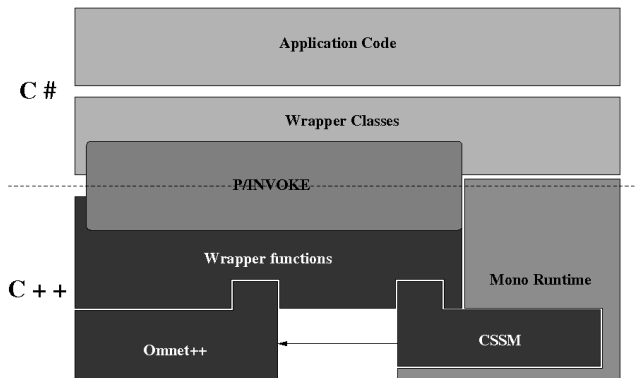 Application Code
C #
Wrapper Classes
P/INVOKE
Wrapper functions
Mono Runtime
C + +
Omnet++
CSSM